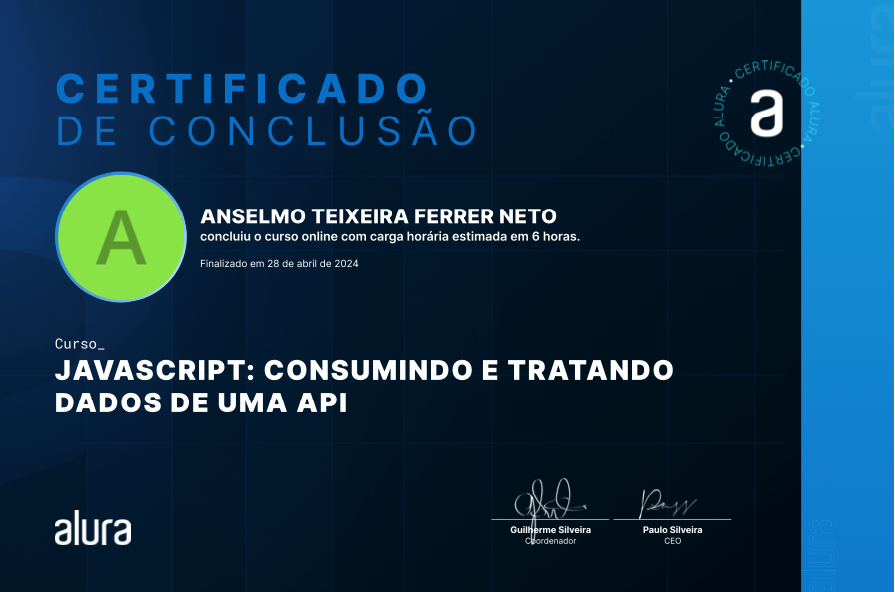 CERTIFICADO
DE CONCLUSÃO
CERTIFICADO ALURA • CERTIFICADO ALURA •
a
A
ANSELMO TEIXEIRA FERRER NETO
concluiu o curso online com carga horária estimada em 6 horas.
Finalizado em 28 de abril de 2024
Curso_
JAVASCRIPT: CONSUMINDO E TRATANDO
DADOS DE UMA API
alura
Guilherme Silveira
Coordenador
Paulo Silveira
CEO
alura
alura